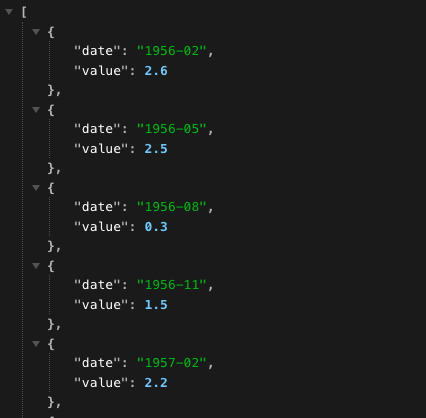 [
{
"date": "1956-02",
"value": 2.6
},
{
"date": "1956-05",
"value": 2.5
},
{
"date": "1956-08",
"value": 0.3
},
{
"date": "1956-11",
"value": 1.5
},
{
"date": "1957-02",
"value": 2.2
},